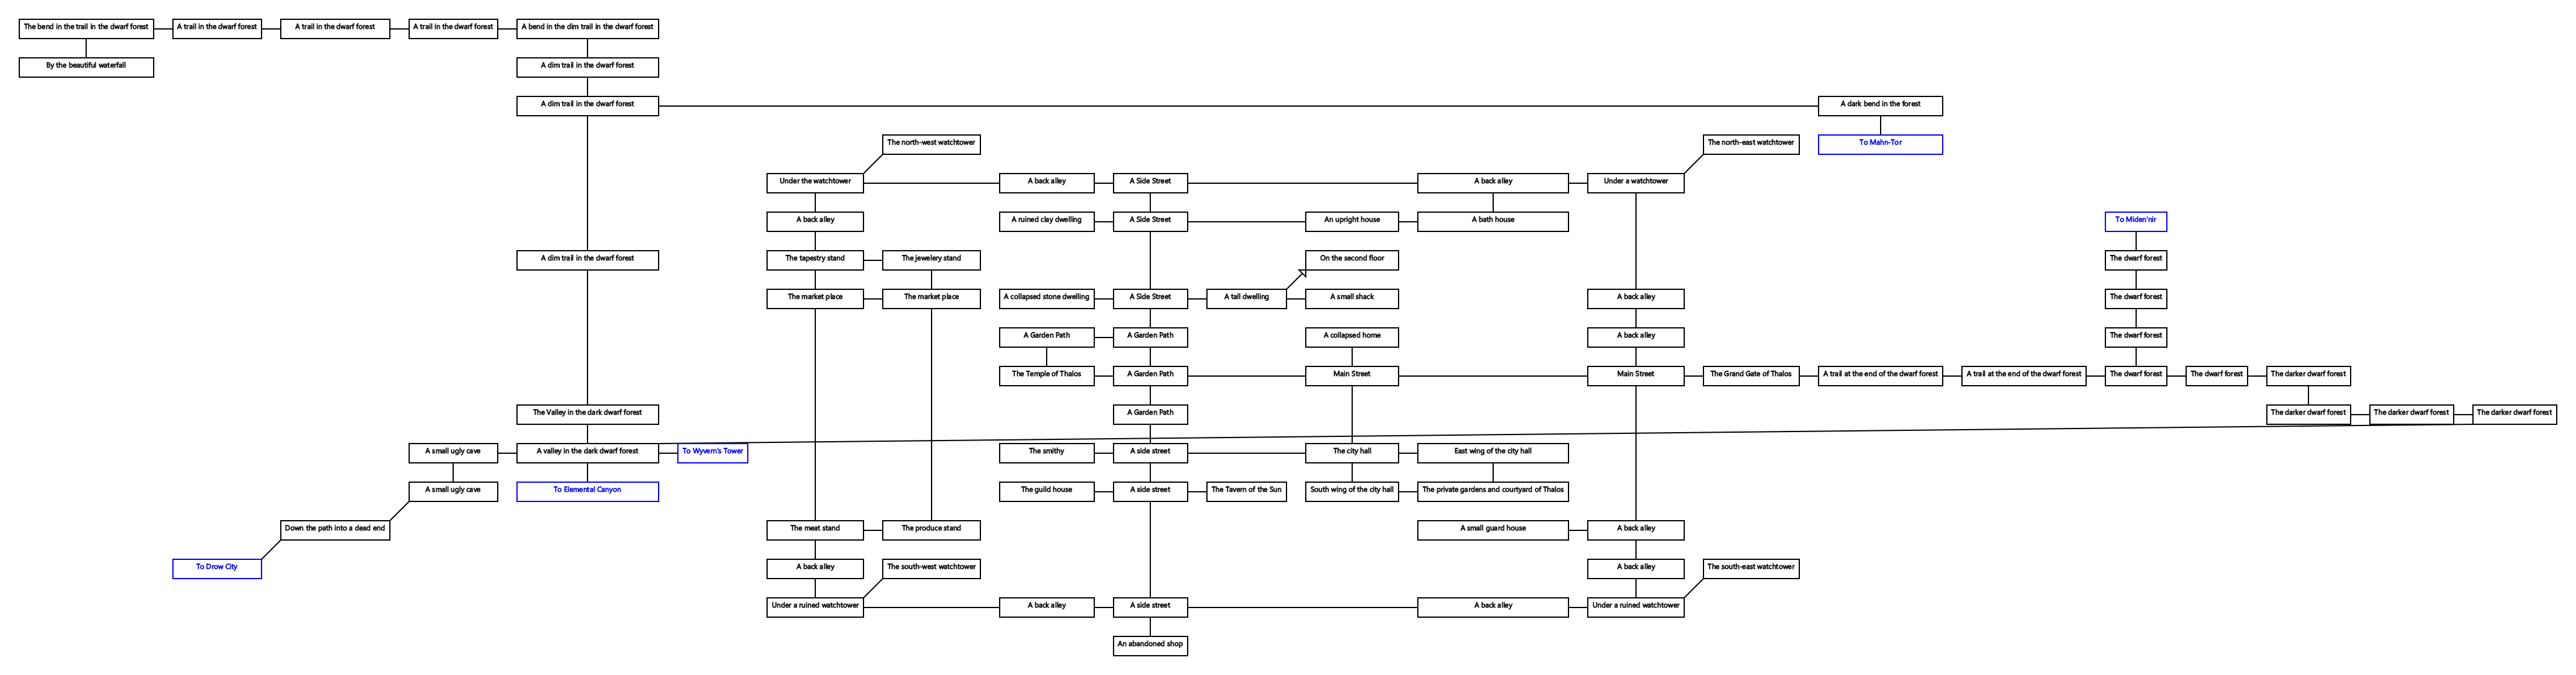 The bend in the trail in the dwarf forest
A trail in the dwarf forest
A trail in the dwarf forest
A trail in the dwarf forest
A bend in the dim trail in the dwarf forest
By the beautiful waterfall
A dim trail in the dwarf forest
A dim trail in the dwarf forest
A dark bend in the forest
The north-west watchtower
The north-east watchtower
To Mahn-Tor
Under the watchtower
A back alley
A Side Street
A back alley
Under a watchtower
A back alley
A ruined clay dwelling
A Side Street
An upright house
A bath house
To Miden'nir
A dim trail in the dwarf forest
The tapestry stand
The jewelery stand
On the second floor
The dwarf forest
The market place
The market place
A collapsed stone dwelling
A Side Street
A tall dwelling
A small shack
A back alley
The dwarf forest
A Garden Path
A Garden Path
A collapsed home
A back alley
The dwarf forest
The Temple of Thalos
A Garden Path
Main Street
Main Street
The Grand Gate of Thalos
A trail at the end of the dwarf forest
A trail at the end of the dwarf forest
The dwarf forest
The dwarf forest
The darker dwarf forest
The Valley in the dark dwarf forest
A Garden Path
The darker dwarf forest
The darker dwarf forest
The darker dwarf forest
A small ugly cave
A valley in the dark dwarf forest
To Wyvern's Tower
The smithy
A side street
The city hall
East wing of the city hall
A small ugly cave
To Elemental Canyon
The guild house
A side street
The Tavern of the Sun
South wing of the city hall
The private gardens and courtyard of Thalos
Down the path into a dead end
The meat stand
The produce stand
A small guard house
A back alley
To Drow City
A back alley
The south-west watchtower
A back alley
The south-east watchtower
Under a ruined watchtower
A back alley
A side street
A back alley
Under a ruined watchtower
An abandoned shop